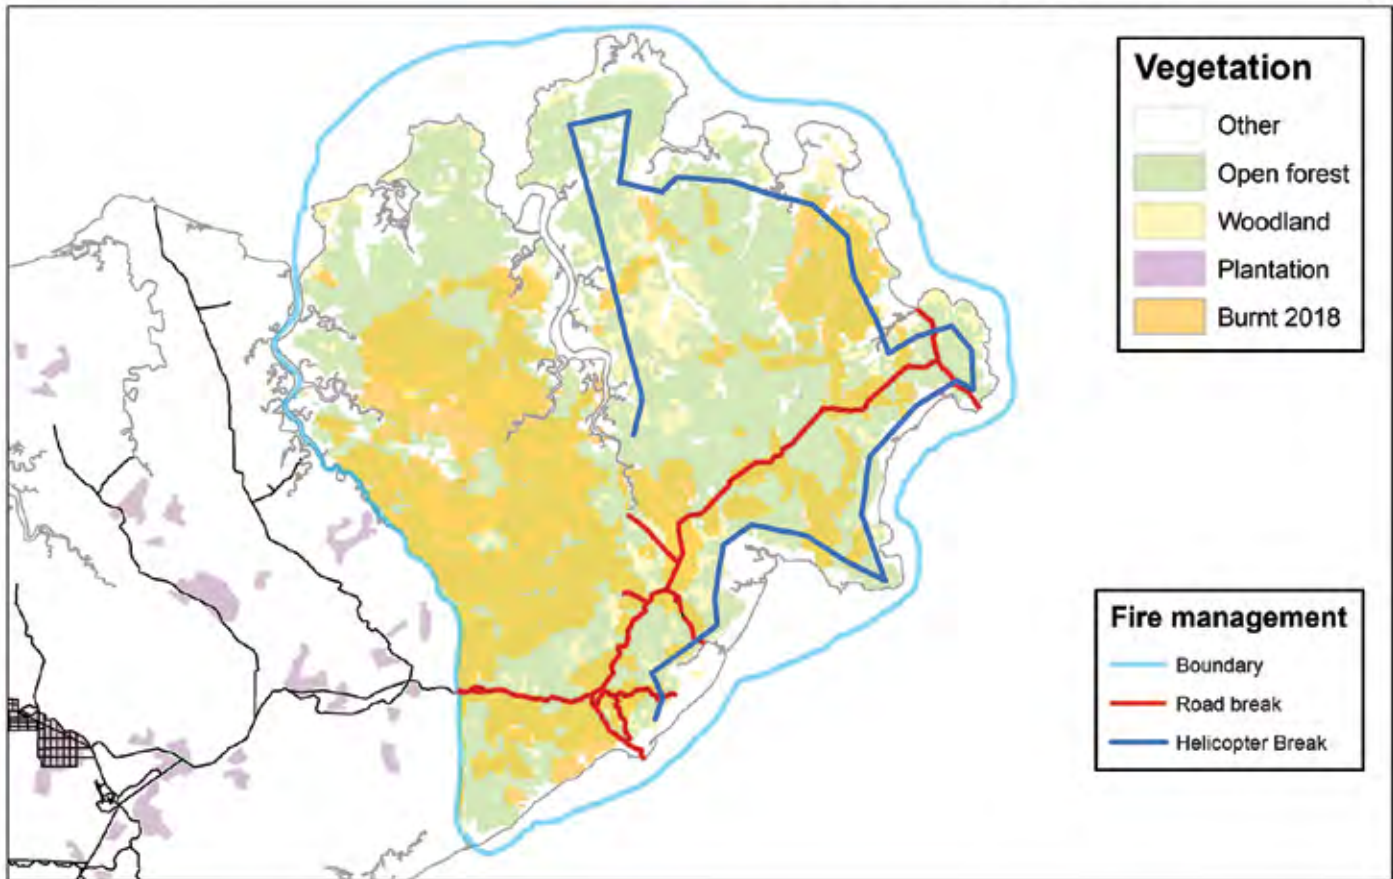 Vegetation
Other
Open forest
Woodland
Plantation
Burnt 2018
Fire management
Boundary
Road break
Helicopter Break